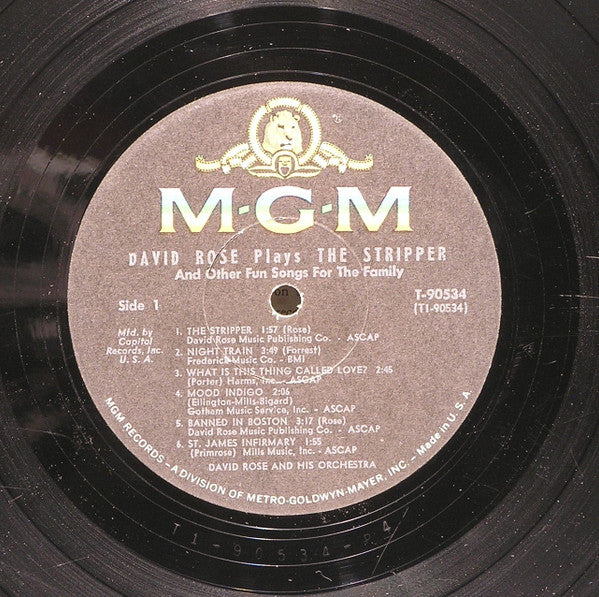 M-G-M
DAVID ROSE Plays THE STRIPPER
And Other Fun Songs For The Family
Side 1
T-90534
(T1-90534)
Mfd. by
Capitol
Records, Inc.
U. S. A.
1. THE STRIPPER 1:57 (Rose)
David Rose Music Publishing Co. - ASCAP
2. NIGHT TRAIN 3:49 (Forrest)
Frederick Music Co. - BMI
3. WHAT IS THIS THING CALLED LOVE? 2:45
(Porter) Harms, Inc. - ASCAP
4. MOOD INDIGO 2:06
(Ellington-Mills-Bigard)
Gotham Music Service, Inc. - ASCAP
5. BANNED IN BOSTON 3:17 (Rose)
David Rose Music Publishing Co. - ASCAP
6. ST. JAMES INFIRMARY 1:55
(Primrose) Mills Music, Inc. - ASCAP
DAVID ROSE AND HIS ORCHESTRA
MGM RECORDS - A DIVISION OF METRO-GOLDWYN-MAYER, INC. - Made in U. S. A.
T1-90534-P4